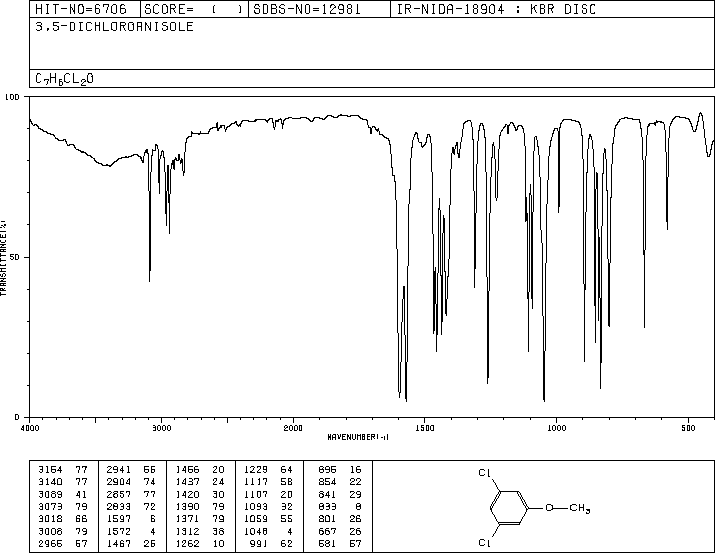 HIT-NO=6706 SCORE= ( ) SDBS-NO=12981 IR-NIDA-18904 : KBR DISC
3,5-DICHLOROANISOLE
C7H6CL2O
100
50
0
TRANSMITTANCE(%)
4000 3000 2000 1500 1000 500
WAVENUMBER(-1)
3164 77 2941 56 1456 20 1229 64 895 16
3140 77 2904 74 1437 24 1117 58 854 22
3089 41 2857 77 1420 30 1107 20 841 29
3073 79 2833 72 1390 79 1093 32 833 8
3018 66 1597 6 1371 79 1059 55 801 26
3008 79 1572 4 1312 38 1048 4 667 26
2965 57 1467 25 1262 10 991 62 581 57
Cl
O—CH3
Cl